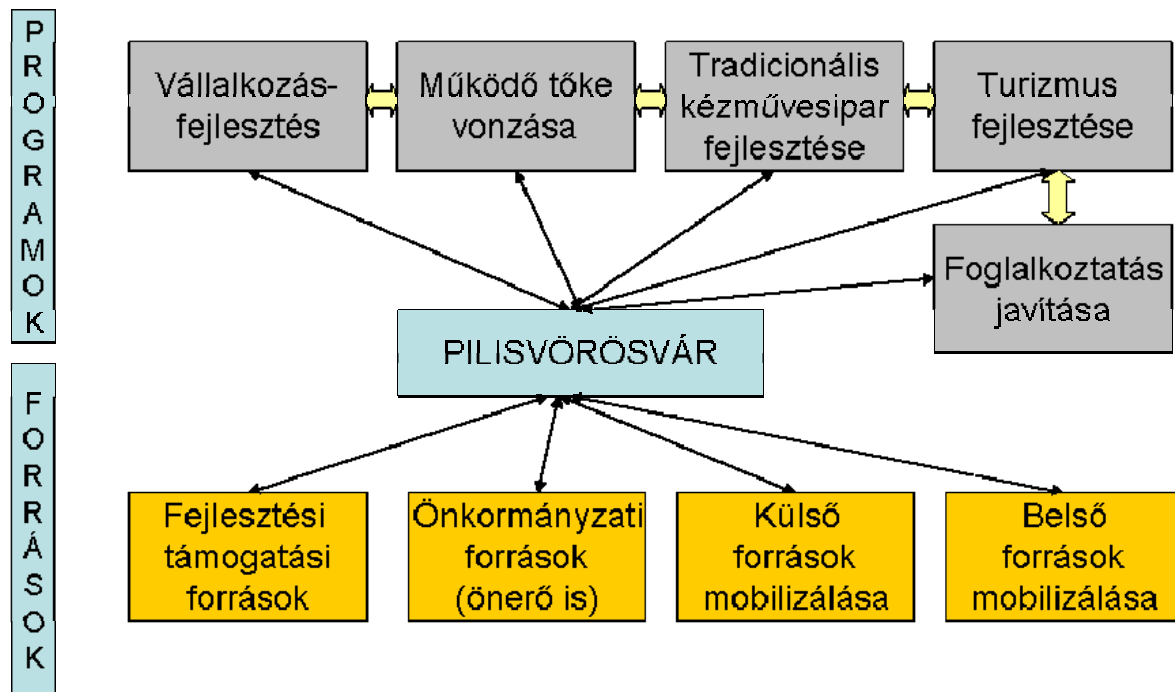 PROGRAMOK
Vállalkozás-
fejlesztés
Működő tőke
vonzása
Tradicionális
kézművesipar
fejlesztése
Turizmus
fejlesztése
Foglalkoztatás
javítása
PILISVÖRÖSVÁR
FORRÁSOK
Fejlesztési
támogatási
források
Önkormányzati
források
(önerő is)
Külső
források
mobilizálása
Belső
források
mobilizálása